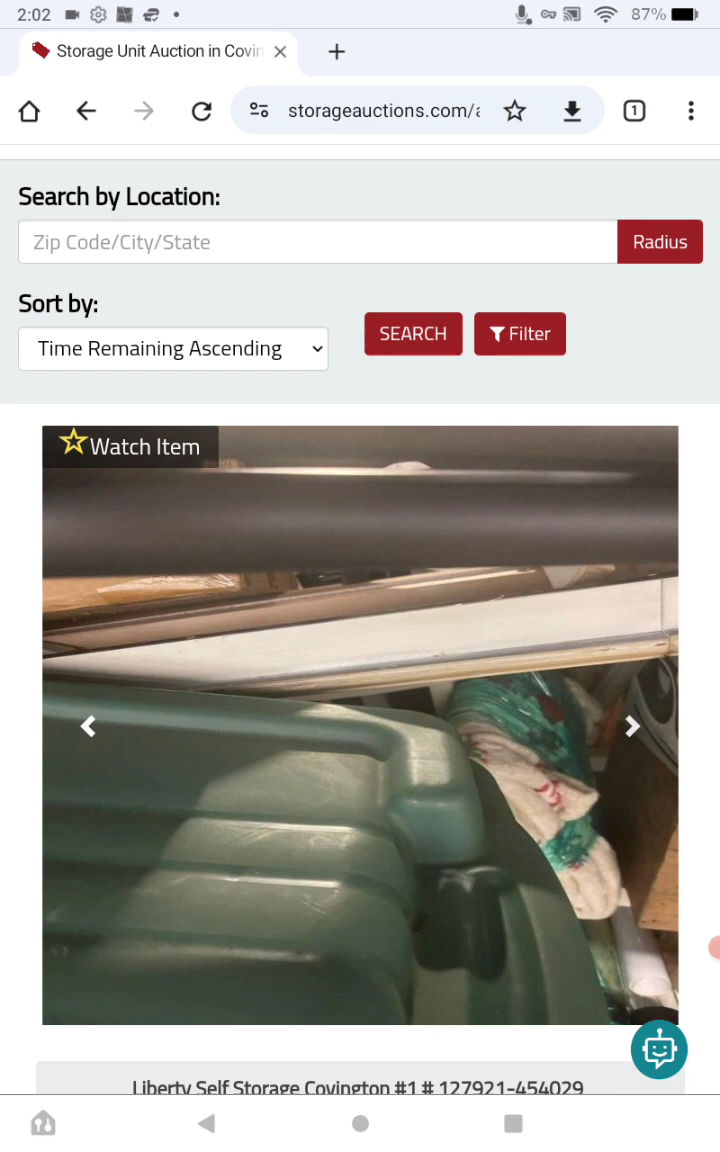 2:02
87%
Storage Unit Auction in Covin
storageauctions.com/a
1
Search by Location:
Zip Code/City/State
Radius
Sort by:
Time Remaining Ascending
SEARCH
Filter
Watch Item
Liberty Self Storage Covington #1 # 127921-454029